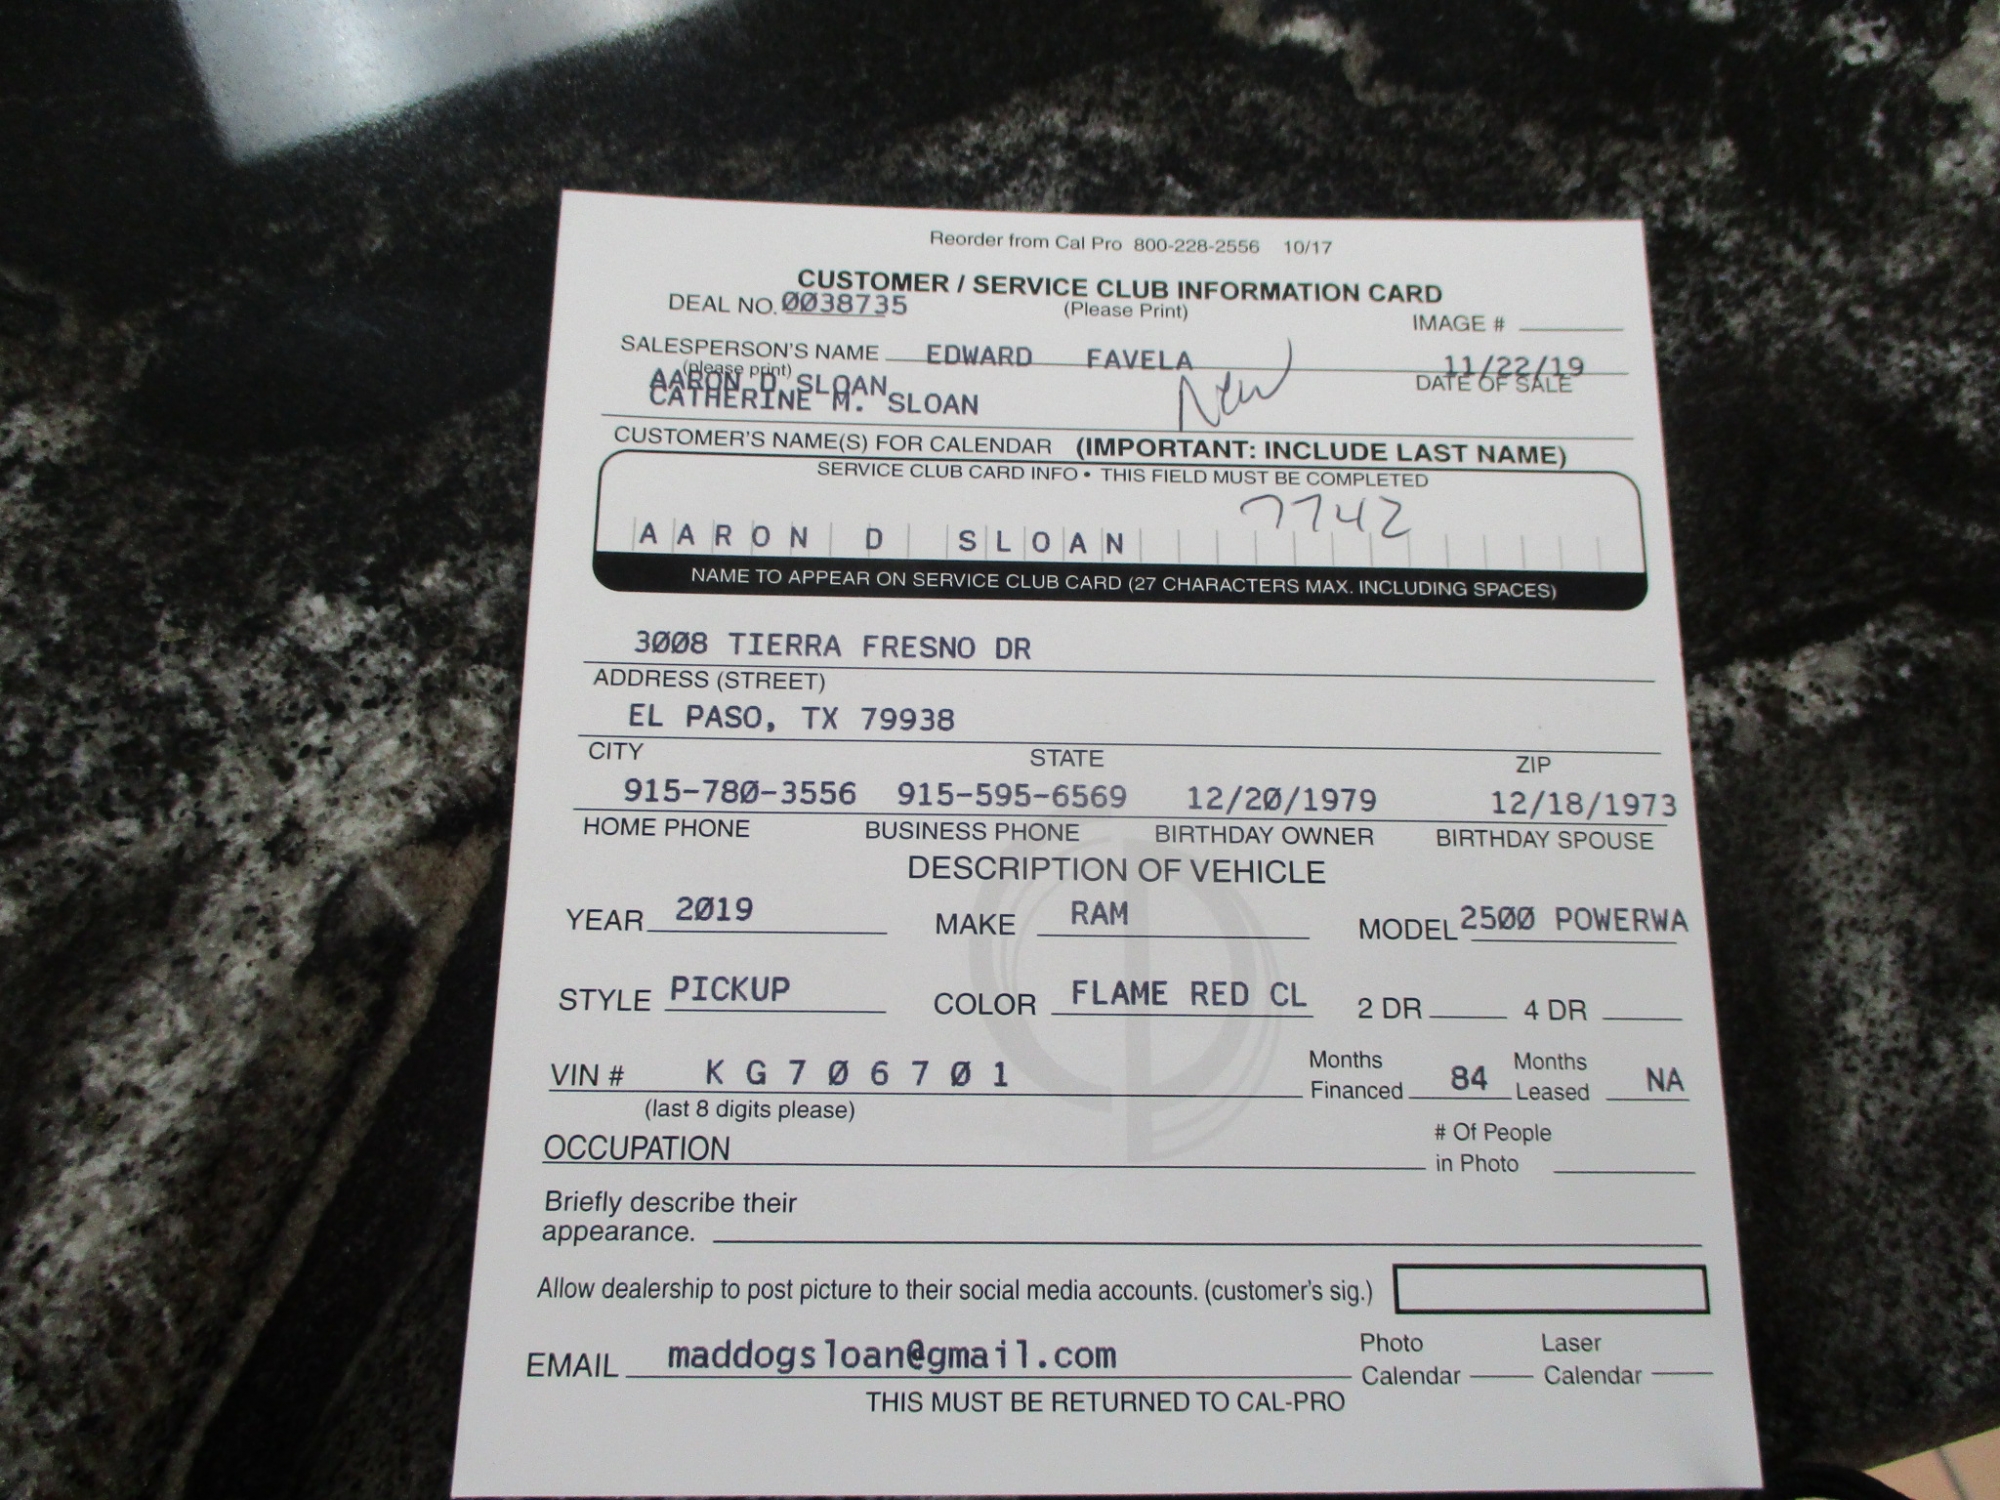 Reorder from Cal Pro 800-228-2556 10/17
CUSTOMER / SERVICE CLUB INFORMATION CARD
DEAL NO. 0038735 (Please Print)
IMAGE #
SALESPERSON'S NAME EDWARD FAVELA 11/22/19
(please print) DATE OF SALE
AARON D. SLOAN
CATHERINE M. SLOAN New
CUSTOMER'S NAME(S) FOR CALENDAR (IMPORTANT: INCLUDE LAST NAME)
SERVICE CLUB CARD INFO • THIS FIELD MUST BE COMPLETED
7742
AARON D SLOAN
NAME TO APPEAR ON SERVICE CLUB CARD (27 CHARACTERS MAX. INCLUDING SPACES)
3008 TIERRA FRESNO DR
ADDRESS (STREET)
EL PASO, TX 79938
CITY STATE ZIP
915-780-3556 915-595-6569 12/20/1979 12/18/1973
HOME PHONE BUSINESS PHONE BIRTHDAY OWNER BIRTHDAY SPOUSE
DESCRIPTION OF VEHICLE
YEAR 2019 MAKE RAM MODEL 2500 POWERWA
STYLE PICKUP COLOR FLAME RED CL 2 DR 4 DR
VIN # KG706701 Months Financed 84 Months Leased NA
(last 8 digits please)
OCCUPATION # Of People in Photo
Briefly describe their
appearance.
Allow dealership to post picture to their social media accounts. (customer's sig.)
EMAIL maddogsloan@gmail.com Photo Calendar Laser Calendar
THIS MUST BE RETURNED TO CAL-PRO